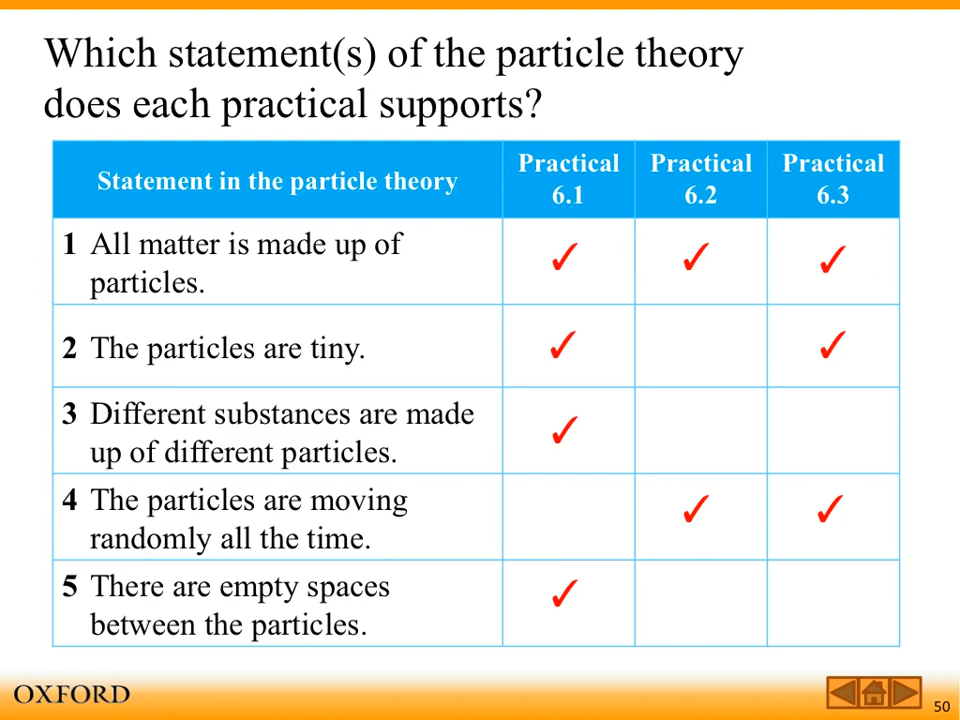 Which statement(s) of the particle theory
does each practical supports?
Statement in the particle theory
Practical
6.1
Practical
6.2
Practical
6.3
1 All matter is made up of
particles.
✓ ✓ ✓
2 The particles are tiny.
✓ ✓
3 Different substances are made
up of different particles.
✓
4 The particles are moving
randomly all the time.
✓ ✓
5 There are empty spaces
between the particles.
✓
OXFORD
50